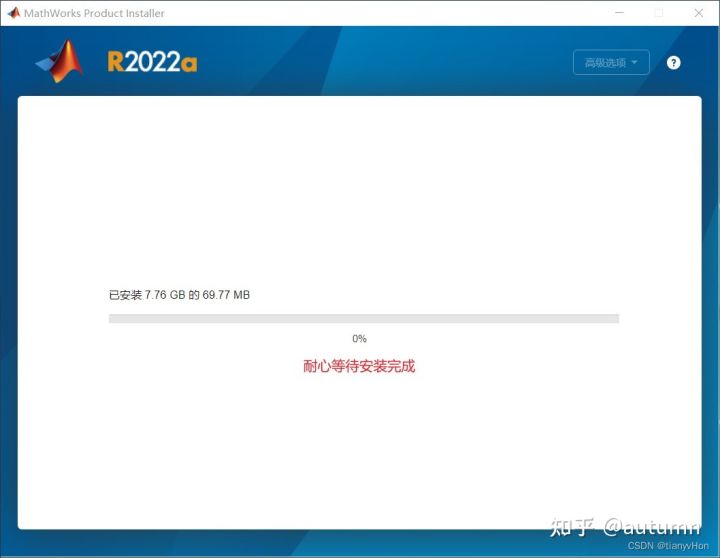 MathWorks Product Installer
R2022a
高级选项
?
已安装 7.76 GB 的 69.77 MB
0%
耐心等待安装完成
知乎 @autumn
CSDN @tianyvHon